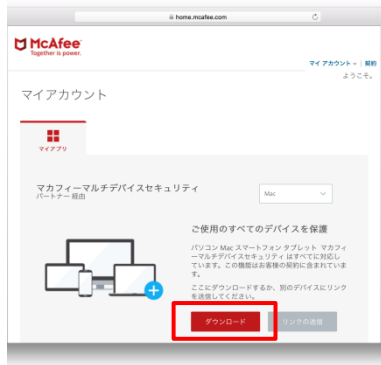 home.mcafee.com
McAfee
Together is power.
マイ アカウント | 契約
ようこそ。
マイアカウント
マイアプリ
マカフィーマルチデバイスセキュリティ
パートナー経由
Mac
ご使用のすべてのデバイスを保護
パソコン Mac スマートフォン タブレット マカフィ
ーマルチデバイスセキュリティ はすべてに対応し
ています。この機能はお客様の契約に含まれていま
す。
ここにダウンロードするか、別のデバイスにリンク
を送信してください。
ダウンロード
リンクの送信